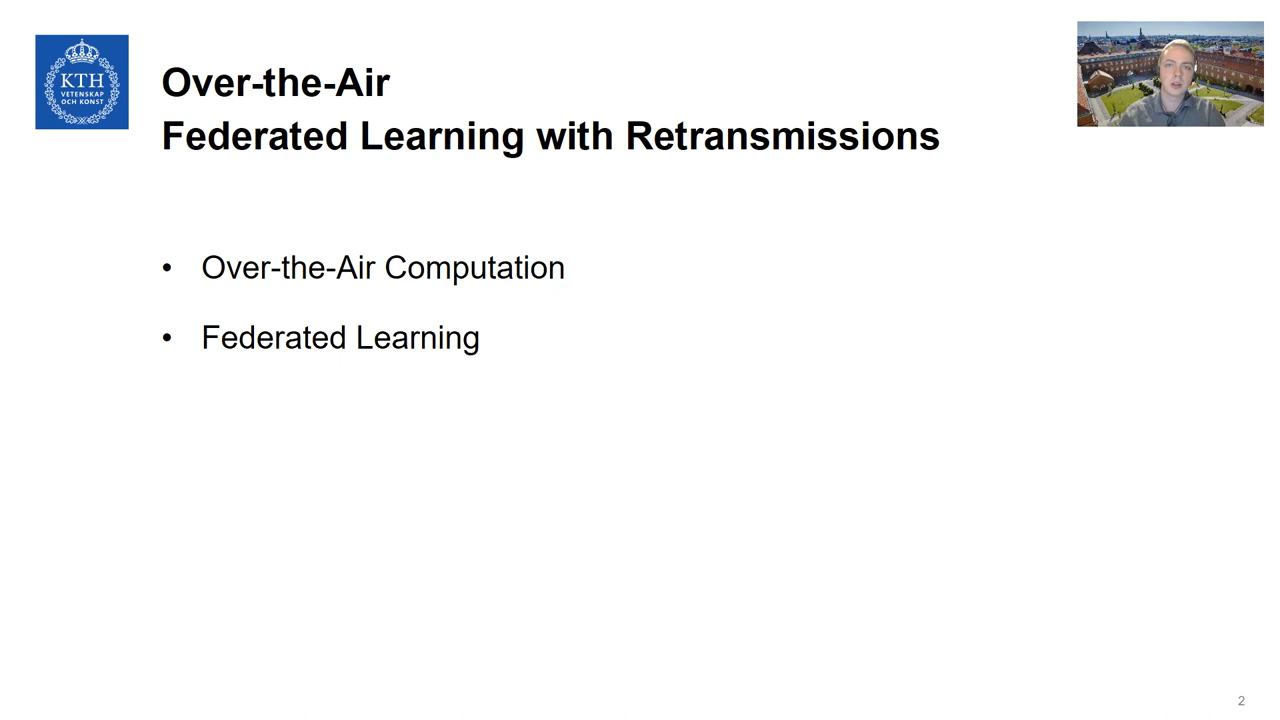 KTH
VETENSKAP
OCH KONST
Over-the-Air
Federated Learning with Retransmissions
• Over-the-Air Computation
• Federated Learning
2